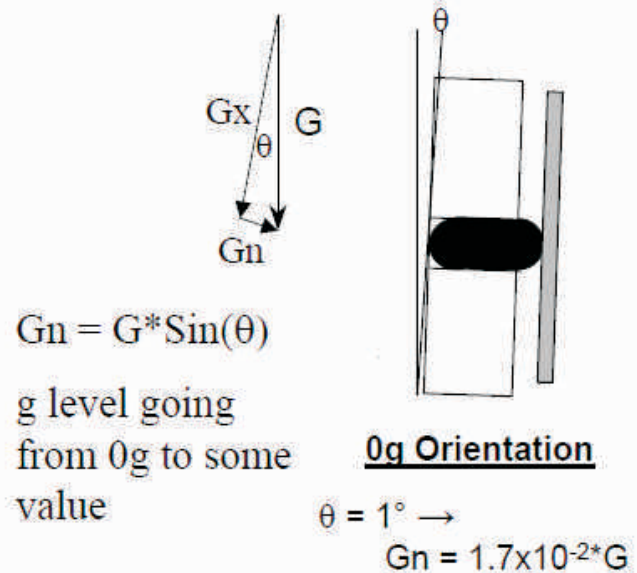 θ
Gx
G
θ
Gn
Gn = G*Sin(θ)
g level going
from 0g to some
value
0g Orientation
θ = 1° →
Gn = 1.7x10⁻²*G